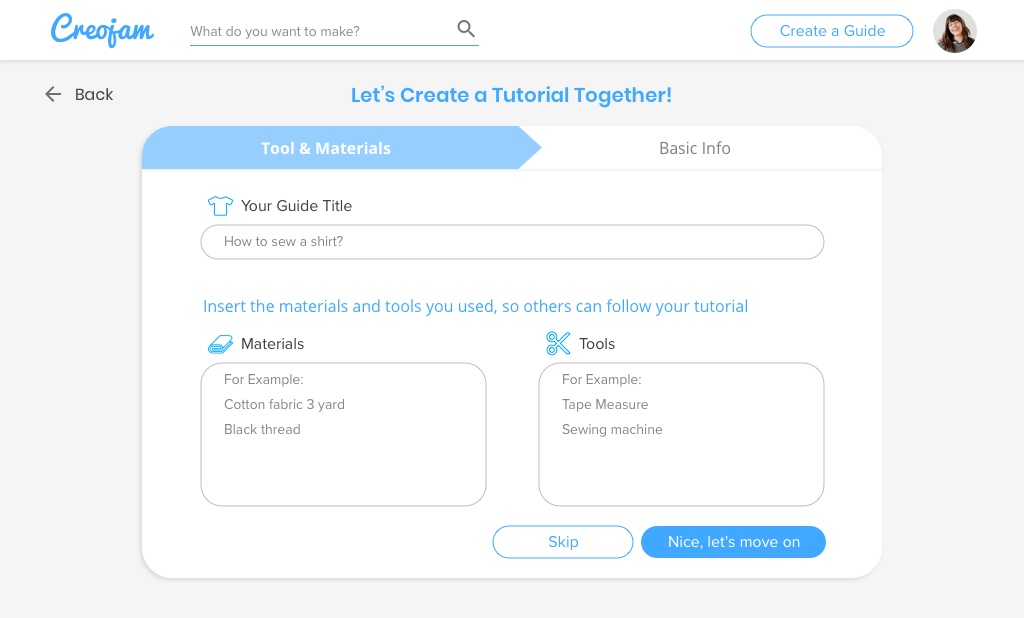 Creojam
What do you want to make?
Create a Guide
Back
Let's Create a Tutorial Together!
Tool & Materials
Basic Info
Your Guide Title
How to sew a shirt?
Insert the materials and tools you used, so others can follow your tutorial
Materials
For Example:
Cotton fabric 3 yard
Black thread
Tools
For Example:
Tape Measure
Sewing machine
Skip
Nice, let's move on